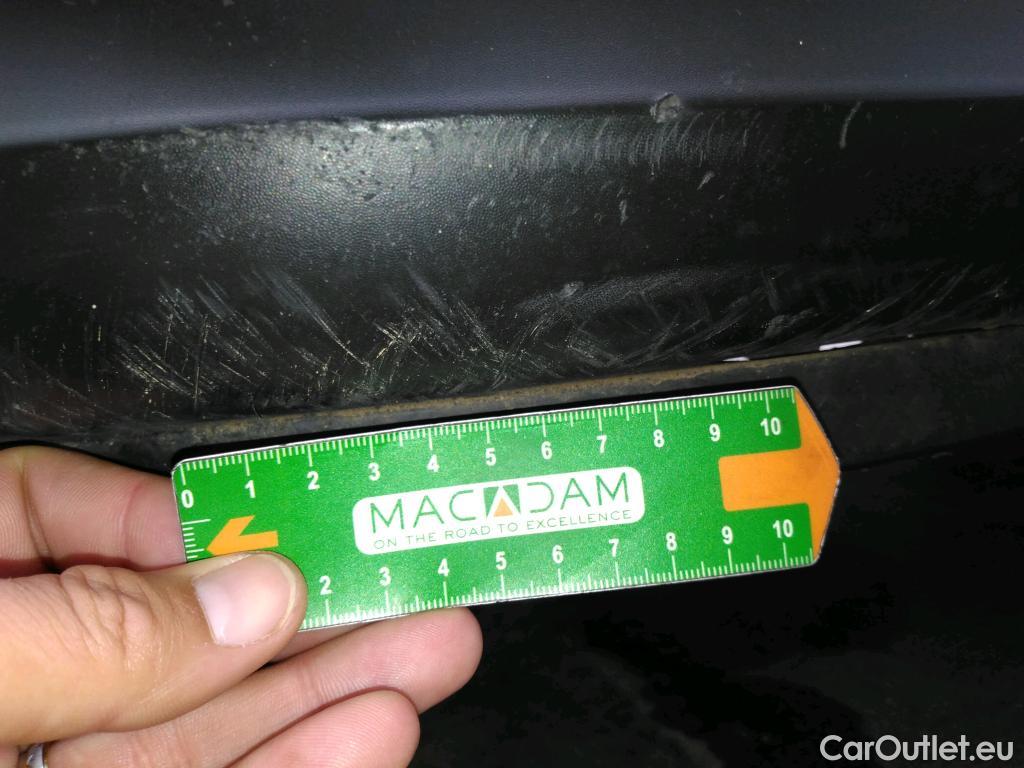 0 1 2 3 4 5 6 7 8 9 10
MACADAM
ON THE ROAD TO EXCELLENCE
2 3 4 5 6 7 8 9 10
CarOutlet.eu